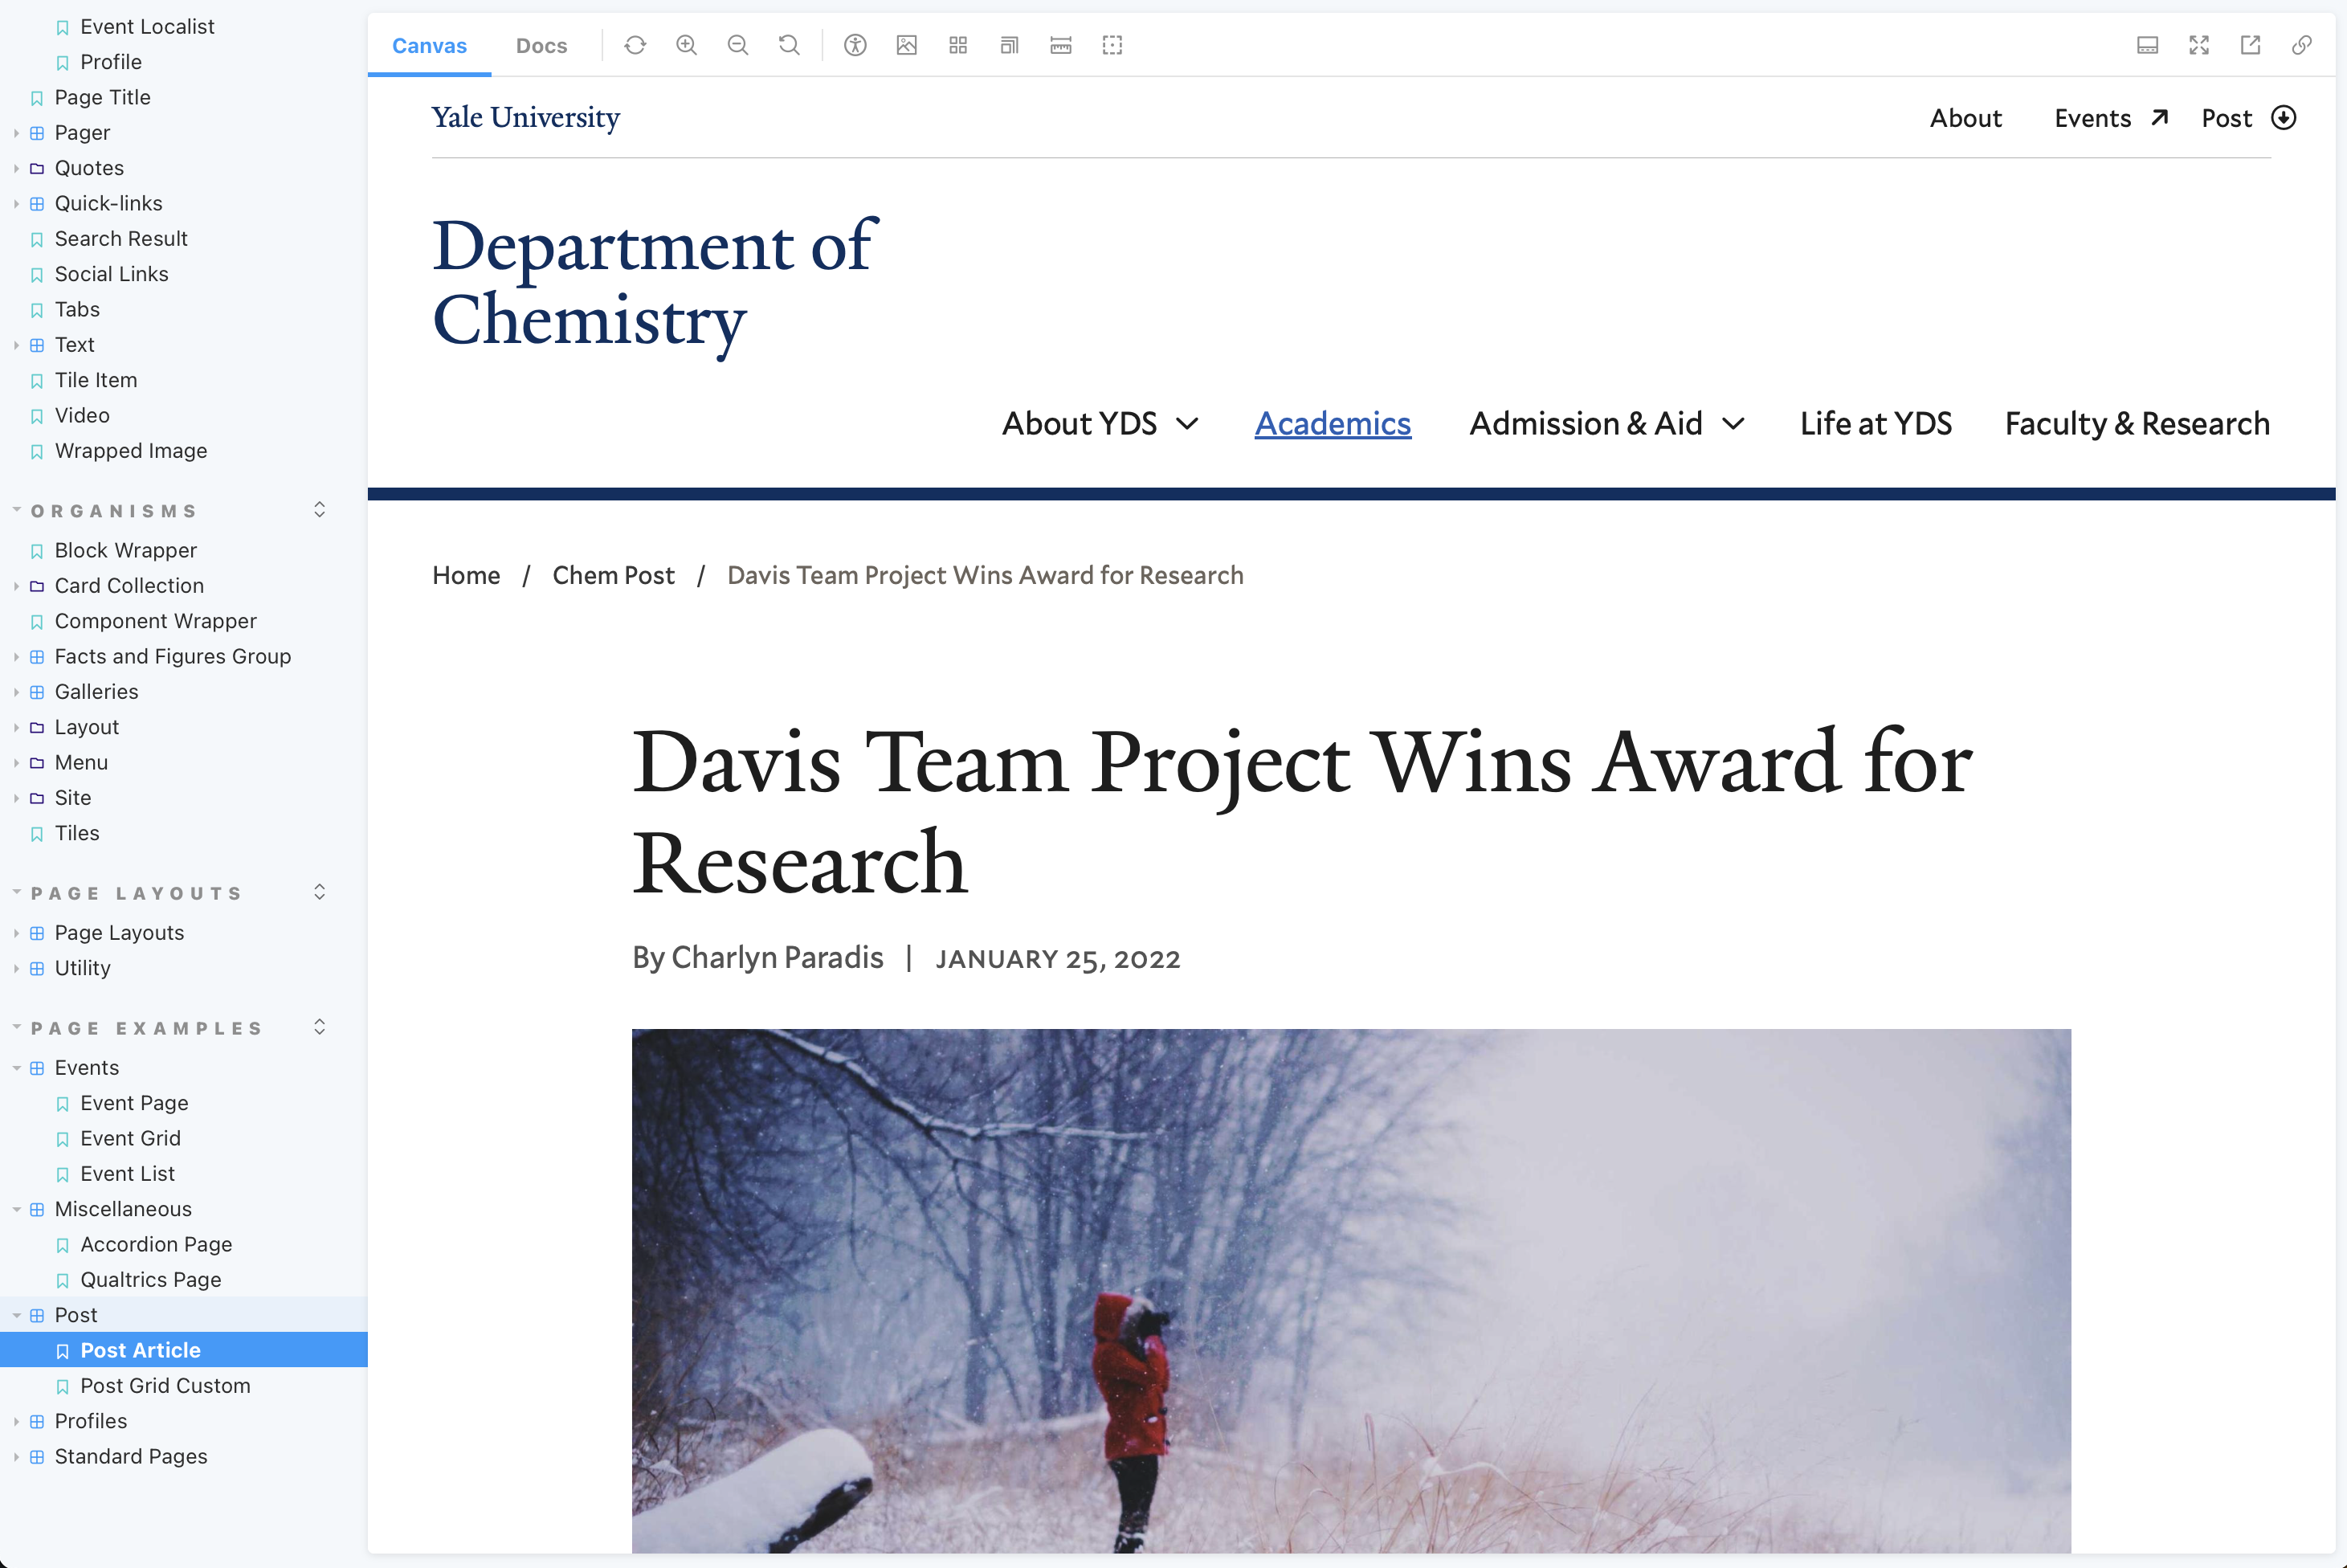 Event Localist
Profile
Page Title
Pager
Quotes
Quick-links
Search Result
Social Links
Tabs
Text
Tile Item
Video
Wrapped Image
ORGANISMS
Block Wrapper
Card Collection
Component Wrapper
Facts and Figures Group
Galleries
Layout
Menu
Site
Tiles
PAGE LAYOUTS
Page Layouts
Utility
PAGE EXAMPLES
Events
Event Page
Event Grid
Event List
Miscellaneous
Accordion Page
Qualtrics Page
Post
Post Article
Post Grid Custom
Profiles
Standard Pages
Canvas Docs
Yale University About Events Post
Department of
Chemistry
About YDS Academics Admission & Aid Life at YDS Faculty & Research
Home / Chem Post / Davis Team Project Wins Award for Research
Davis Team Project Wins Award for
Research
By Charlyn Paradis | JANUARY 25, 2022